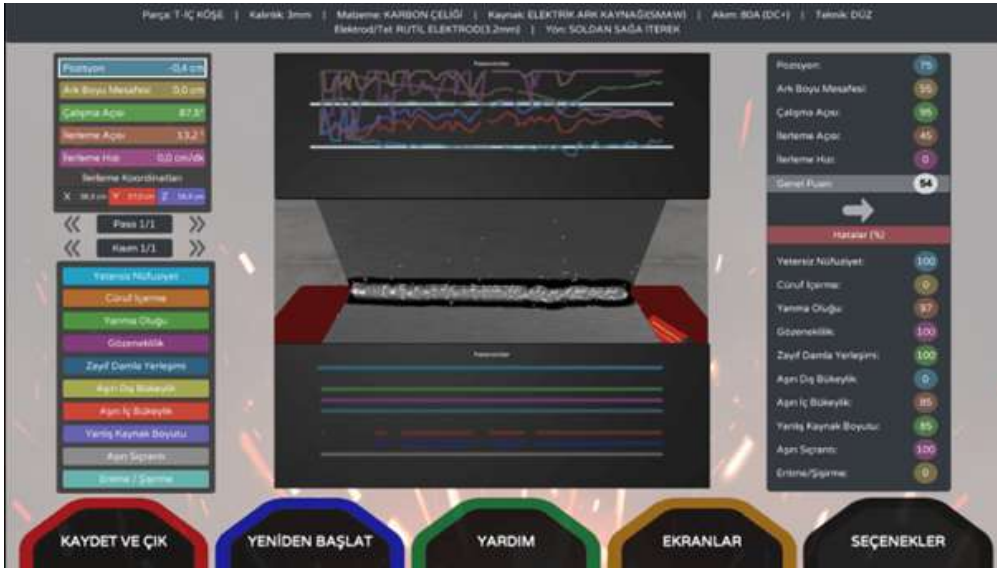 Parça: T-İÇ KÖŞE | Kalınlık: 3mm | Malzeme: KARBON ÇELİĞİ | Kaynak: ELEKTRİK ARK KAYNAĞI(SMAW) | Akım: 80A (DC+) | Teknik: DÜZ
Elektrod/Tel: RUTİL ELEKTROD(3.2mm) | Yön: SOLDAN SAĞA İTEREK
Pozisyon -0,4 cm
Ark Boyu Mesafesi 0,0 cm
Çalışma Açısı 87,5°
İlerleme Açısı 13,2 °
İlerleme Hızı 0,0 cm/dk
İlerleme Koordinatları
X Y Z
Paso 1/1
Kısım 1/1
Yetersiz Nüfuziyet
Cüruf İçerme
Yanma Oluğu
Gözeneklilik
Zayıf Damla Yerleşimi
Aşırı Dış Bükeylik
Aşırı İç Bükeylik
Yanlış Kaynak Boyutu
Aşırı Sıçrantı
Eritme / Şişirme
Parametreler
Parametreler
Pozisyon: 75
Ark Boyu Mesafesi: 55
Çalışma Açısı: 95
İlerleme Açısı: 45
İlerleme Hızı: 0
Genel Puan: 54
Hatalar (%)
Yetersiz Nüfuziyet: 100
Cüruf İçerme: 0
Yanma Oluğu: 97
Gözeneklilik: 100
Zayıf Damla Yerleşimi: 100
Aşırı Dış Bükeylik: 0
Aşırı İç Bükeylik: 85
Yanlış Kaynak Boyutu: 85
Aşırı Sıçrantı: 100
Eritme/Şişirme: 0
KAYDET VE ÇIK
YENİDEN BAŞLAT
YARDIM
EKRANLAR
SEÇENEKLER